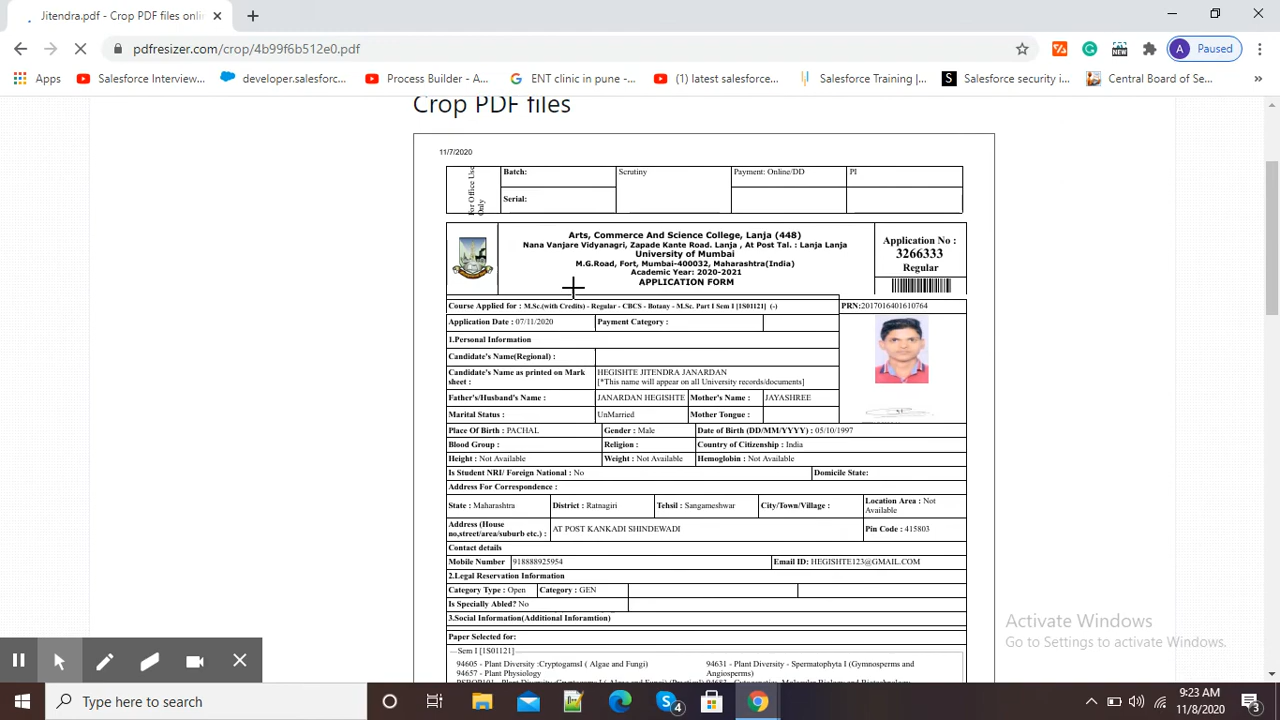 Jitendra Form.pdf
pdfresizer.com/crop/4b99f6b512e0.pdf
NEW
A Paused
Apps
Salesforce Interview...
developer.salesforc...
Process Builder - A...
ENT clinic in pune -...
(1) latestsalesforce...
Salesforce Training |...
S Salesforce security i...
Central Board of Se...
»
Crop PDF files
11/7/2020
For Office Use Only
Batch:
Scrutiny
Payment: Online/DD
PI
Serial:
Arts, Commerce And Science College, Lanja (448)
Nana Vanjare Vidyanagri, Zapade Kante Road. Lanja , At Post Tal. : Lanja Lanja
University of Mumbai
M.G.Road, Fort, Mumbai-400032, Maharashtra(India)
Academic Year: 2020-2021
APPLICATION FORM
Application No :
3266333
Regular
Course Applied for : M.Sc.(with Credits) - Regular - CBCS - Botany - M.Sc. Part I Sem I [1S01121] (-)
PRN:2017016401610764
Application Date : 07/11/2020
Payment Category :
1.Personal Information
Candidate's Name(Regional) :
Candidate's Name as printed on Mark sheet :
HEGISHTE JITENDRA JANARDAN
[*This name will appear on all University records/documents]
Father's/Husband's Name :
JANARDAN HEGISHTE
Mother's Name :
JAYASHREE
Marital Status :
UnMarried
Mother Tongue :
Place Of Birth : PACHAL
Gender : Male
Date of Birth (DD/MM/YYYY) : 05/10/1997
Blood Group :
Religion :
Country of Citizenship : India
Height : Not Available
Weight : Not Available
Hemoglobin : Not Available
Is Student NRI/ Foreign National : No
Domicile State:
Address For Correspondence :
State : Maharashtra
District : Ratnagiri
Tehsil : Sangameshwar
City/Town/Village :
Location Area : Not Available
Address (House no,street/area/suburb etc.) :
AT POST KANKADI SHINDEWADI
Pin Code : 415803
Contact details
Mobile Number
918888925954
Email ID: HEGISHTE123@GMAIL.COM
2.Legal Reservation Information
Category Type : Open
Category : GEN
Is Specially Abled? No
3.Social Information(Additional Inforamtion)
Paper Selected for:
Sem I [1S01121]
94605 - Plant Diversity :CryptogamsI ( Algae and Fungi)
94631 - Plant Diversity - Spermatophyta I (Gymnosperms and Angiosperms)
94657 - Plant Physiology
Activate Windows
Go to Settings to activate Windows.
Type here to search
4
9:23 AM
11/8/2020
3